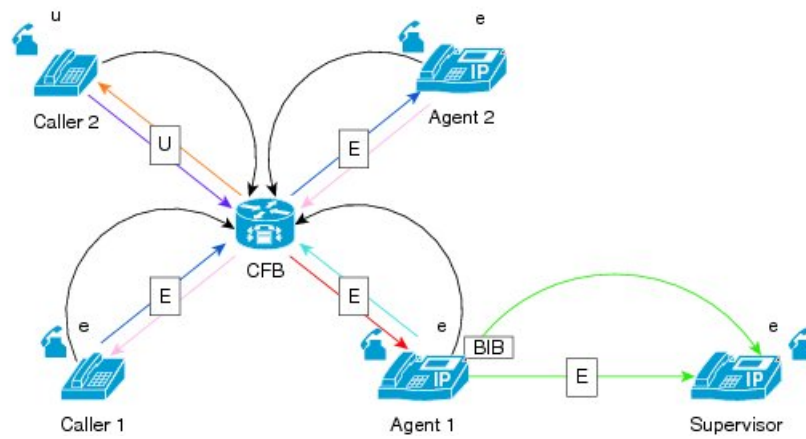 u
e
IP
Caller 2
Agent 2
U
E
CFB
E
E
e
e
BIB
e
IP
E
IP
Caller 1
Agent 1
Supervisor